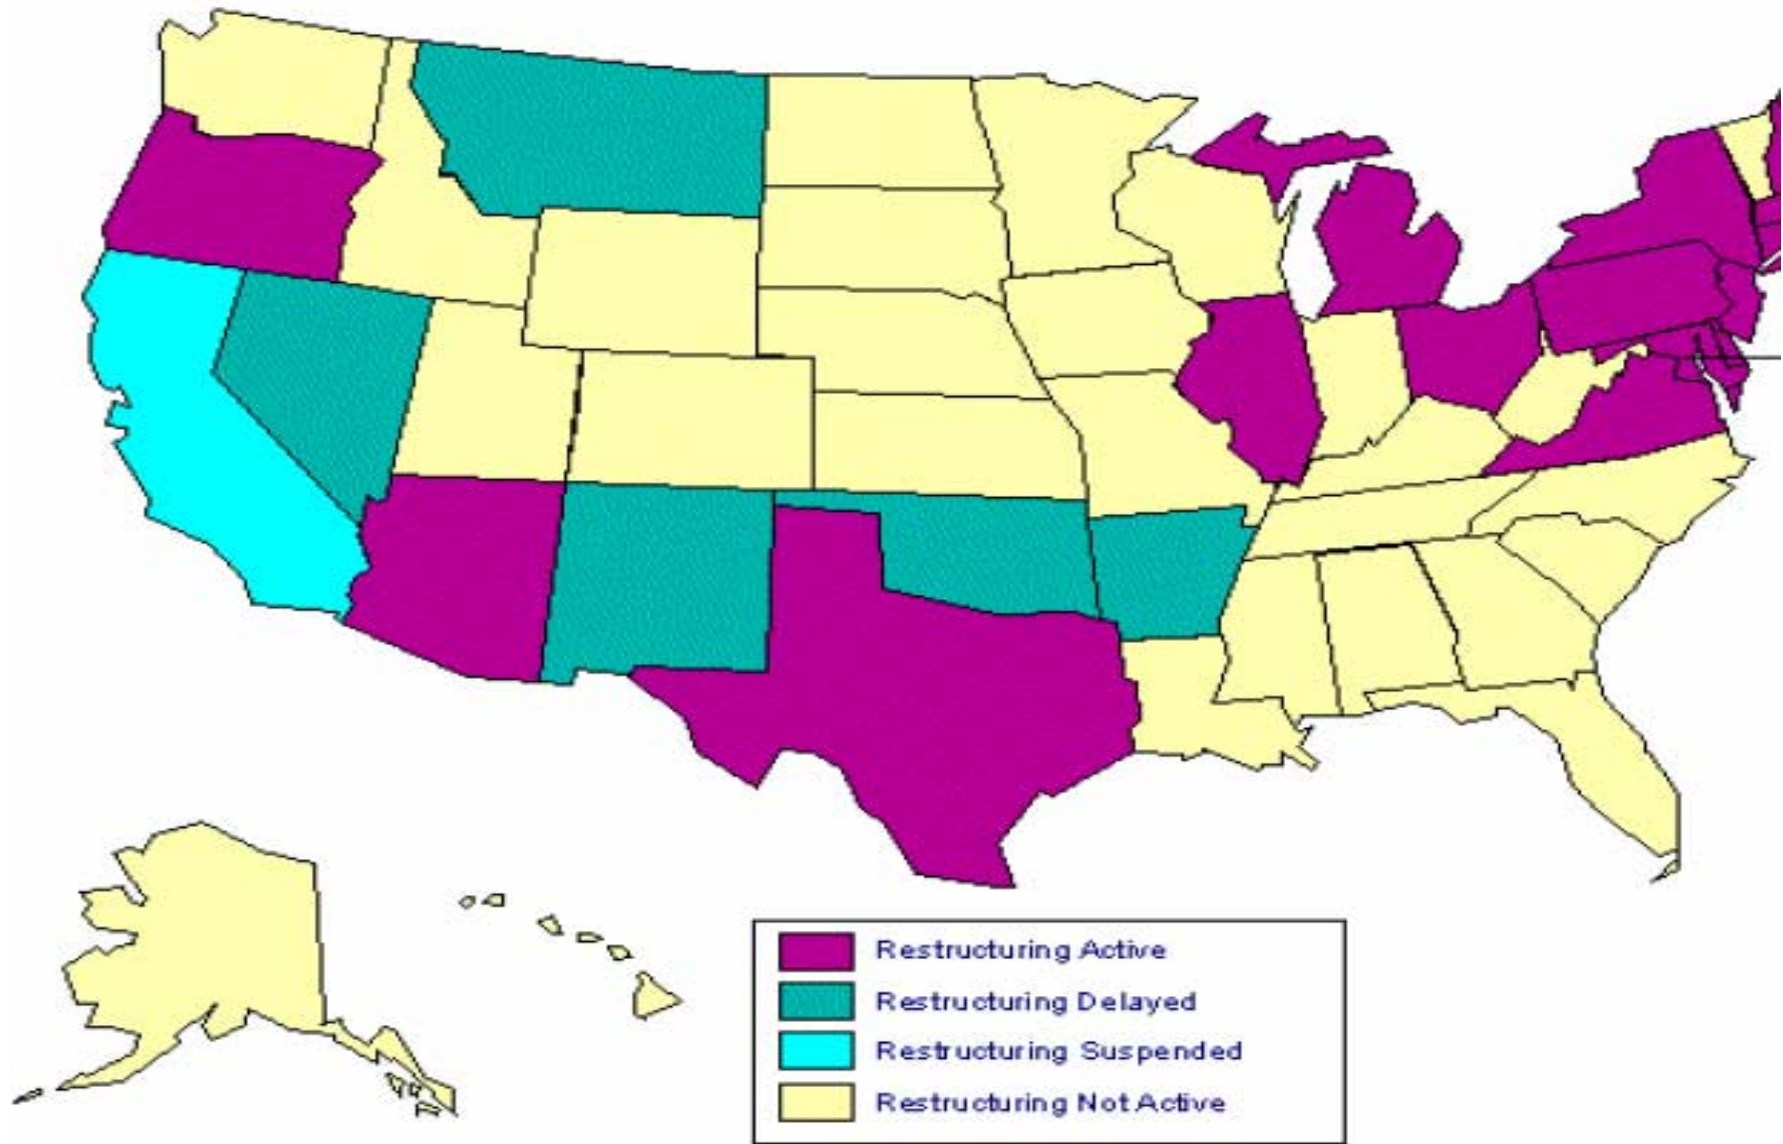 Restructuring Active
Restructuring Delayed
Restructuring Suspended
Restructuring Not Active